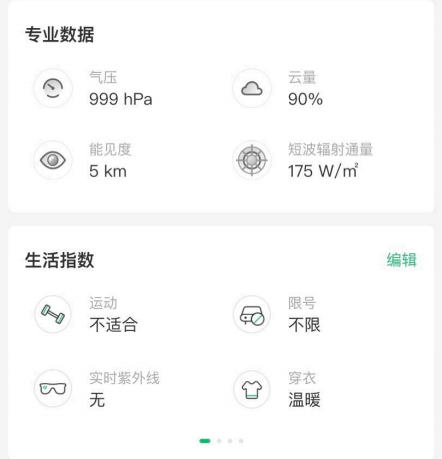 专业数据
气压 云量
999 hPa 90%
能见度 短波辐射通量
5 km 175 W/㎡
生活指数 编辑
运动 限号
不适合 不限
实时紫外线 穿衣
无 温暖